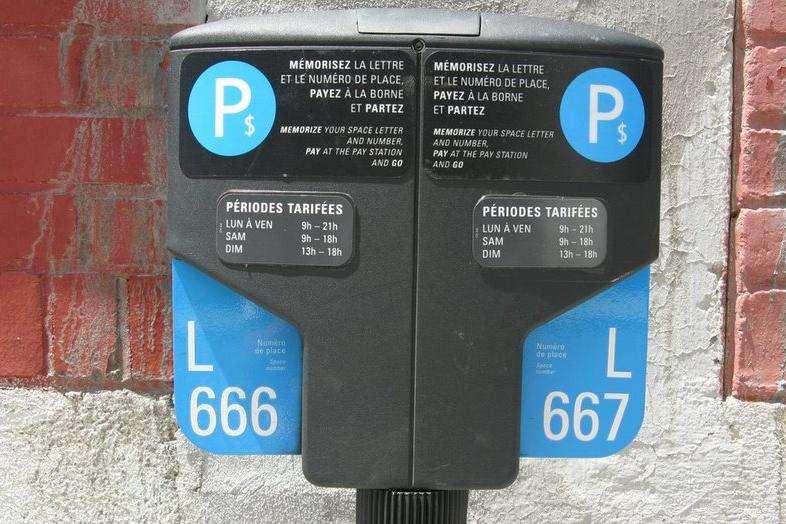 P$
MÉMORISEZ LA LETTRE
ET LE NUMÉRO DE PLACE,
PAYEZ À LA BORNE
ET PARTEZ
MEMORIZE YOUR SPACE LETTER
AND NUMBER,
PAY AT THE PAY STATION
AND GO
PÉRIODES TARIFÉES
LUN À VEN 9h – 21h
SAM 9h – 18h
DIM 13h – 18h
L
Numéro
de place
Space
number
666
MÉMORISEZ LA LETTRE
ET LE NUMÉRO DE PLACE,
PAYEZ À LA BORNE
ET PARTEZ
MEMORIZE YOUR SPACE LETTER
AND NUMBER,
PAY AT THE PAY STATION
AND GO
P$
PÉRIODES TARIFÉES
LUN À VEN 9h – 21h
SAM 9h – 18h
DIM 13h – 18h
Numéro
de place
Space
number
L
667